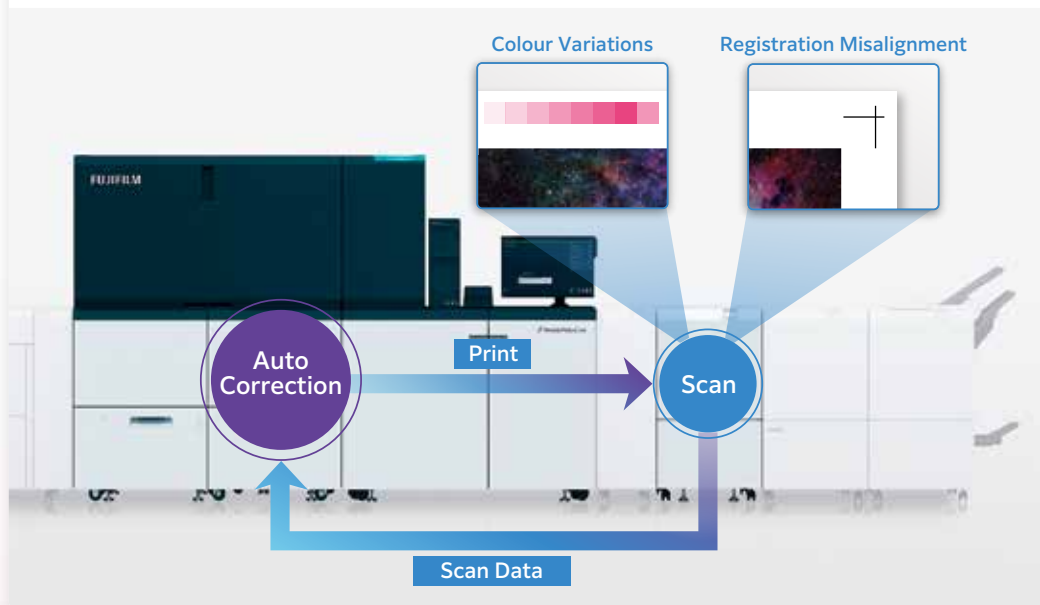 Colour Variations
Registration Misalignment
FUJIFILM
Auto
Correction
Print
Scan
Scan Data